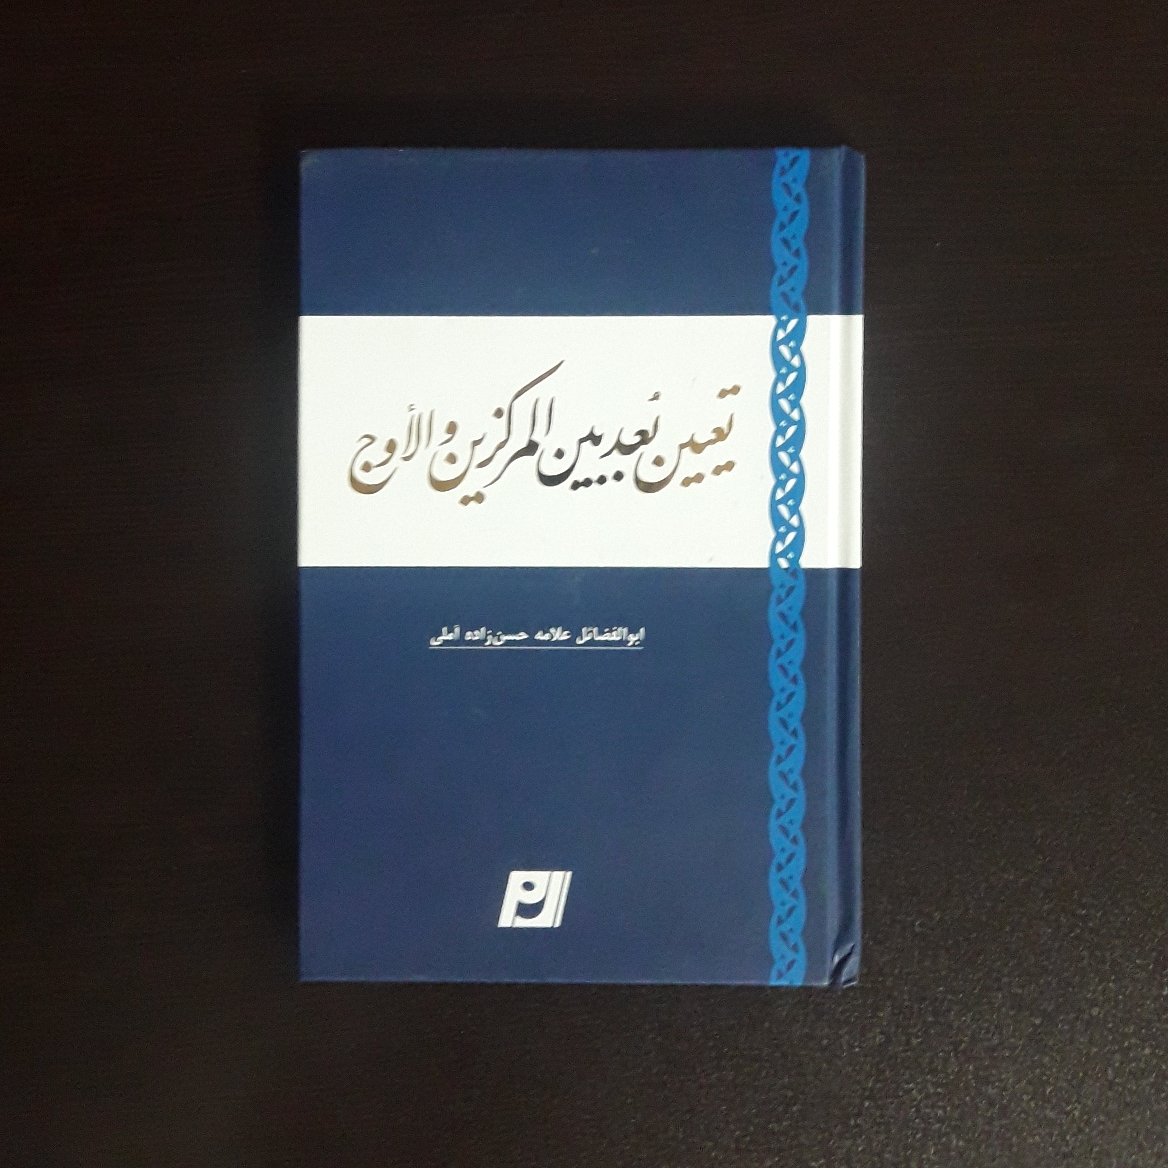 تعیین بُعد بین المرکزین و الأوج
ابوالفضائل علامه حسن‌زاده آملی